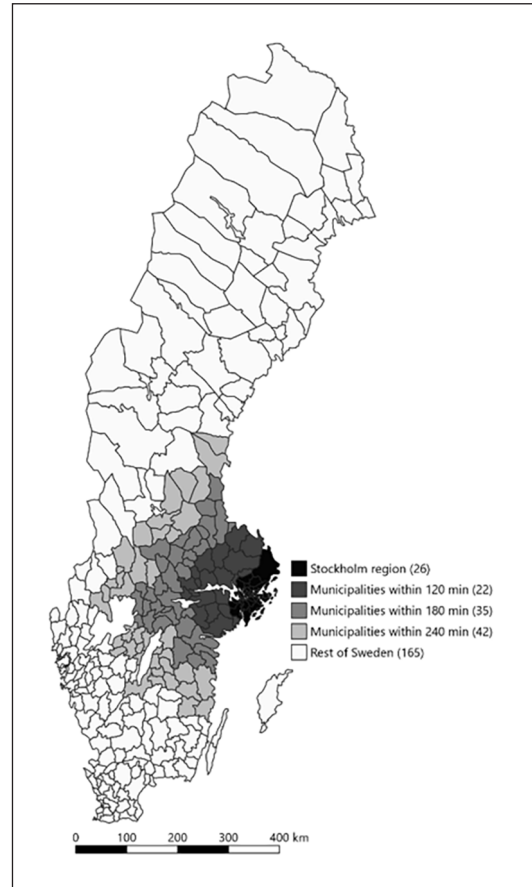 Stockholm region (26)
Municipalities within 120 min (22)
Municipalities within 180 min (35)
Municipalities within 240 min (42)
Rest of Sweden (165)
0 100 200 300 400 km